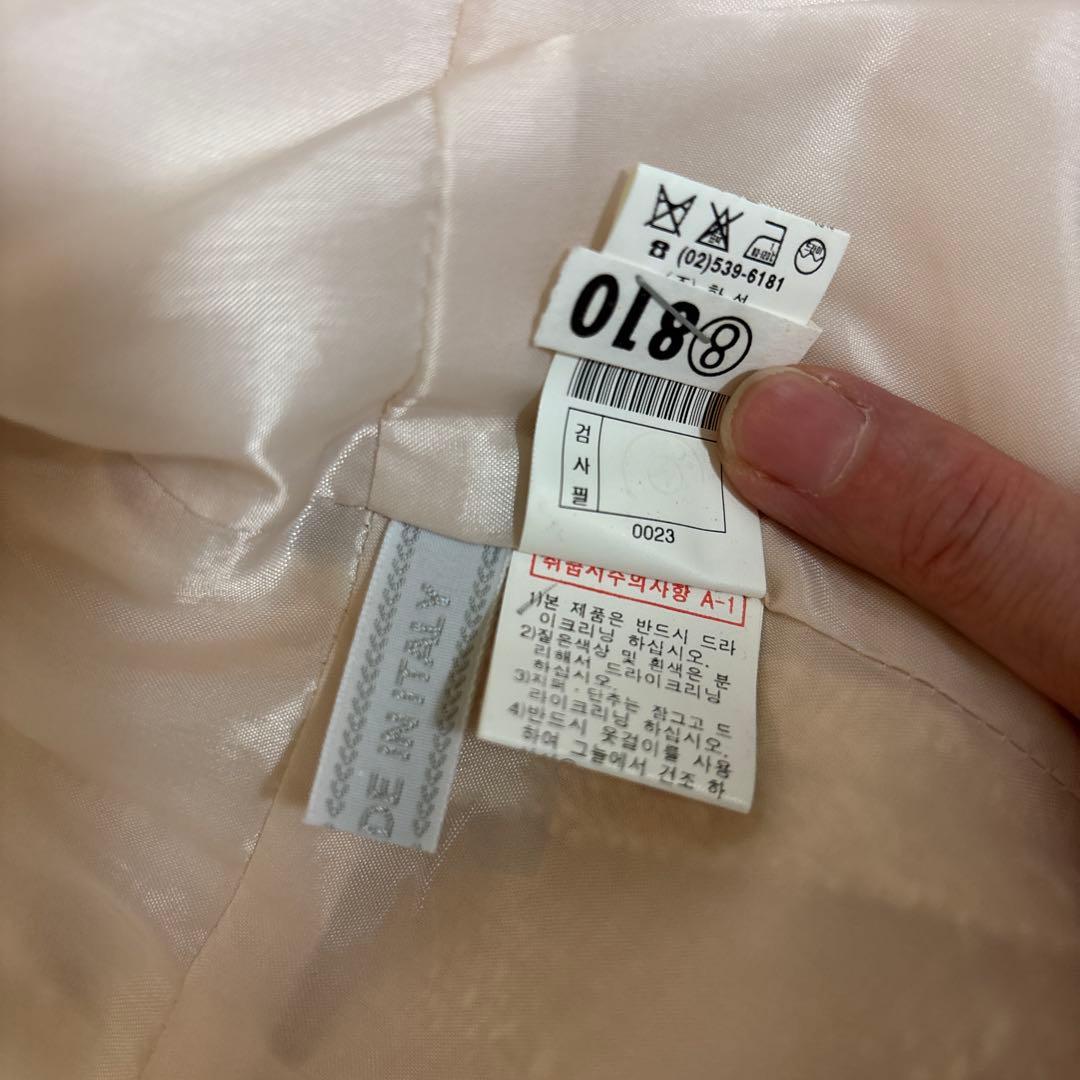 드라이
☎ (02)539-6181
(주) 한 섬
⑧810
검
사
필
0023
취급시주의사항 A-1
1)본 제품은 반드시 드라
이크리닝 하십시오.
2)짙은색상 및 흰색은 분
리해서 드라이크리닝
하십시오.
3)지퍼.단추는 잠그고 드
라이크리닝 하십시오.
4)반드시 옷걸이를 사용
하여 그늘에서 건조 하
DE IN ITALY